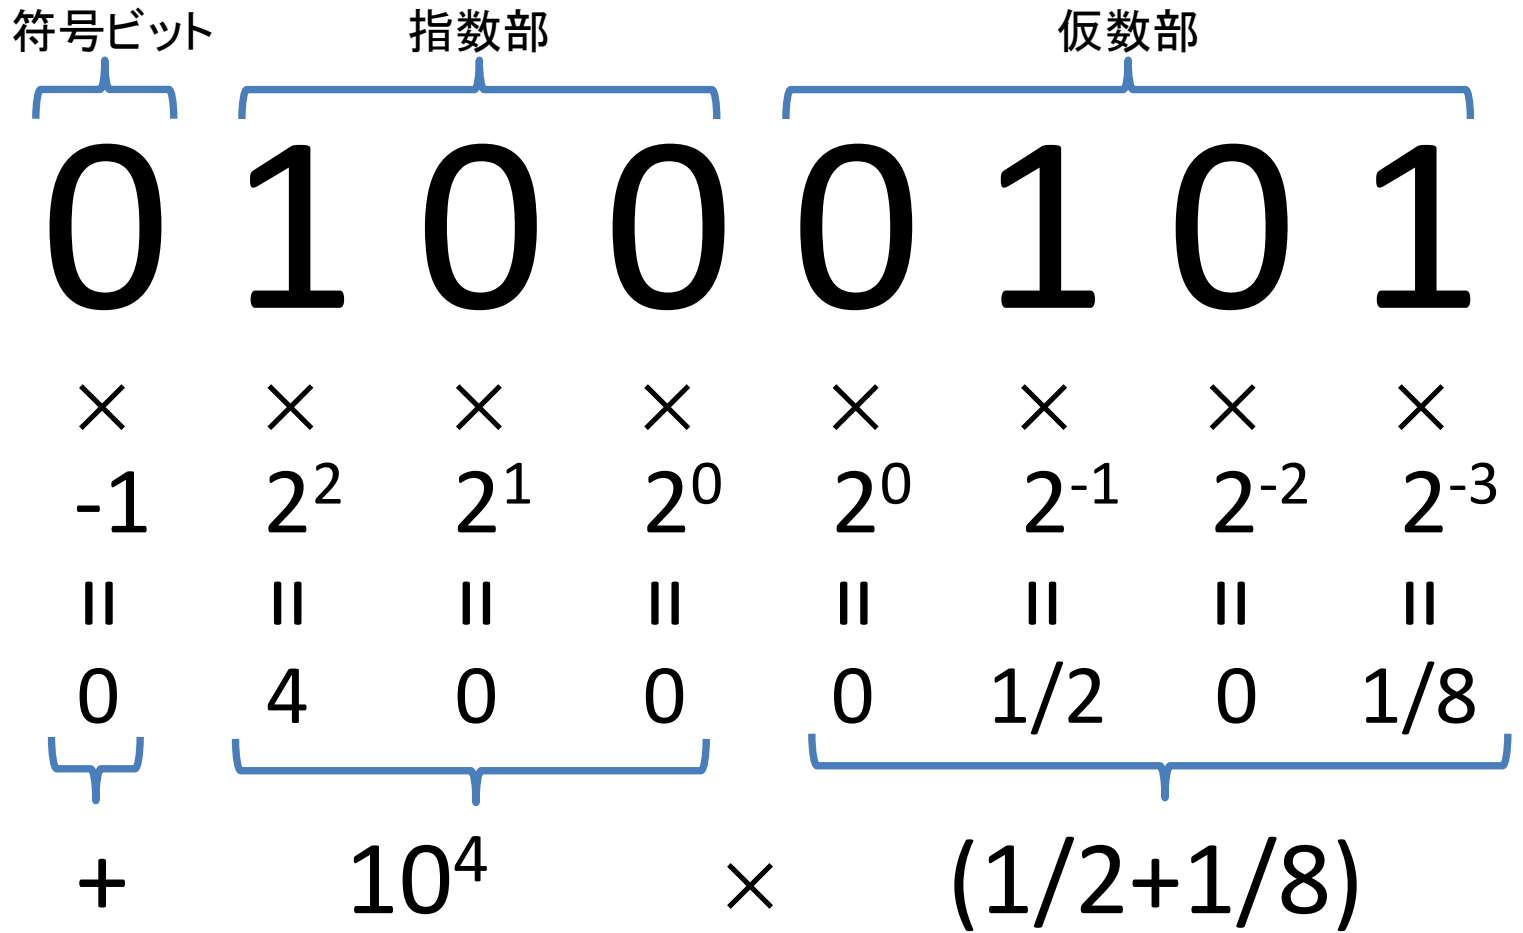 符号ビット 指数部 仮数部
0 1 0 0 0 1 0 1
× × × × × × × ×
-1 2² 2¹ 2⁰ 2⁰ 2⁻¹ 2⁻² 2⁻³
= = = = = = = =
0 4 0 0 0 1/2 0 1/8
+ 10⁴ × (1/2+1/8)